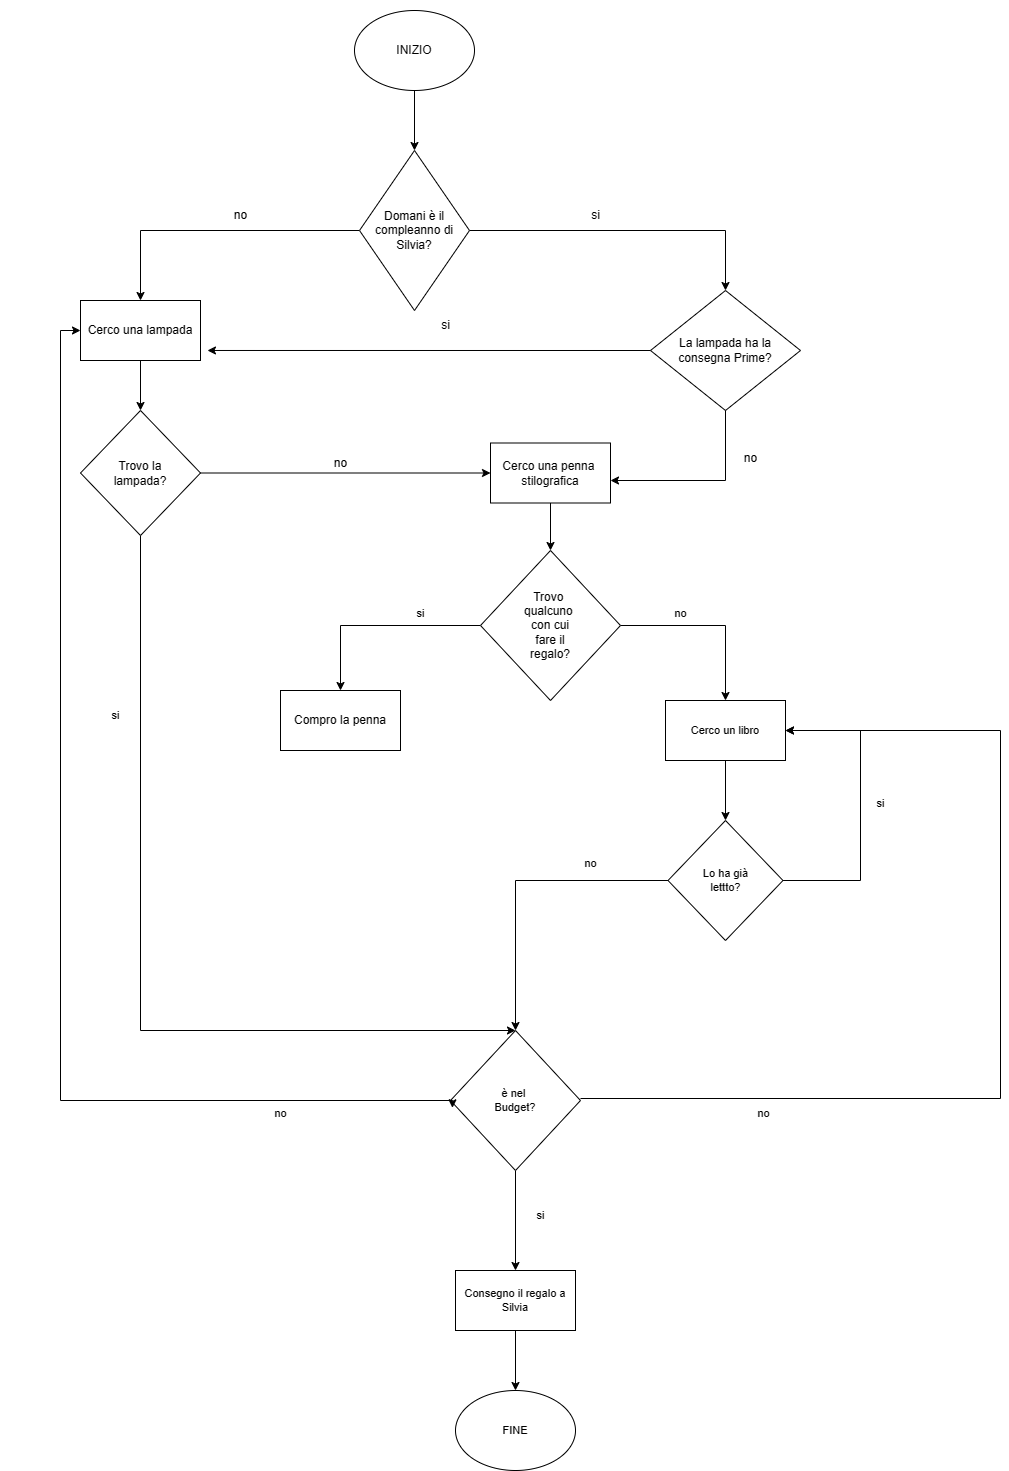 INIZIO
Domani è il
compleanno di
Silvia?
no
si
Cerco una lampada
si
La lampada ha la
consegna Prime?
Trovo la
lampada?
no
Cerco una penna
stilografica
no
Trovo
qualcuno
con cui
fare il
regalo?
si
no
Compro la penna
Cerco un libro
si
si
Lo ha già
lettto?
no
è nel
Budget?
no
no
si
Consegno il regalo a
Silvia
FINE